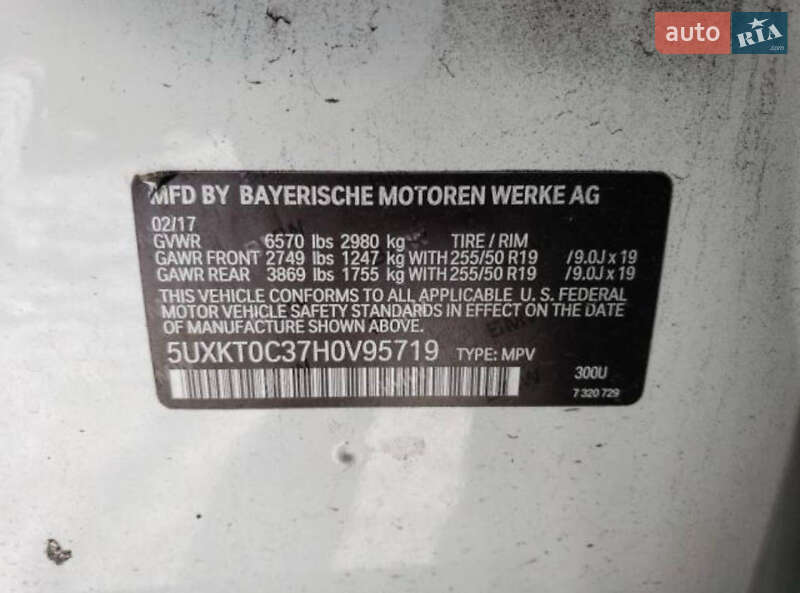 auto RIA .com
MFD BY BAYERISCHE MOTOREN WERKE AG
02/17
GVWR 6570 lbs 2980 kg TIRE / RIM
GAWR FRONT 2749 lbs 1247 kg WITH 255/50 R19 /9.0J x 19
GAWR REAR 3869 lbs 1755 kg WITH 255/50 R19 /9.0J x 19
THIS VEHICLE CONFORMS TO ALL APPLICABLE U. S. FEDERAL
MOTOR VEHICLE SAFETY STANDARDS IN EFFECT ON THE
DATE OF MANUFACTURE SHOWN ABOVE.
5UXKT0C37H0V95719 TYPE: MPV
300U
7 320 729